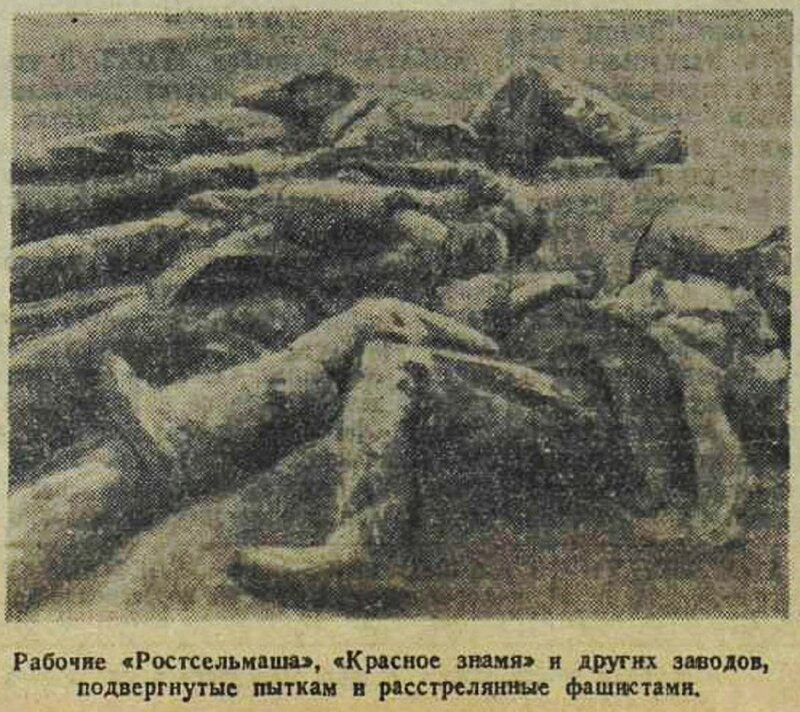 Рабочие «Ростсельмаша», «Красное знамя» и других заводов,
подвергнутые пыткам и расстрелянные фашистами.